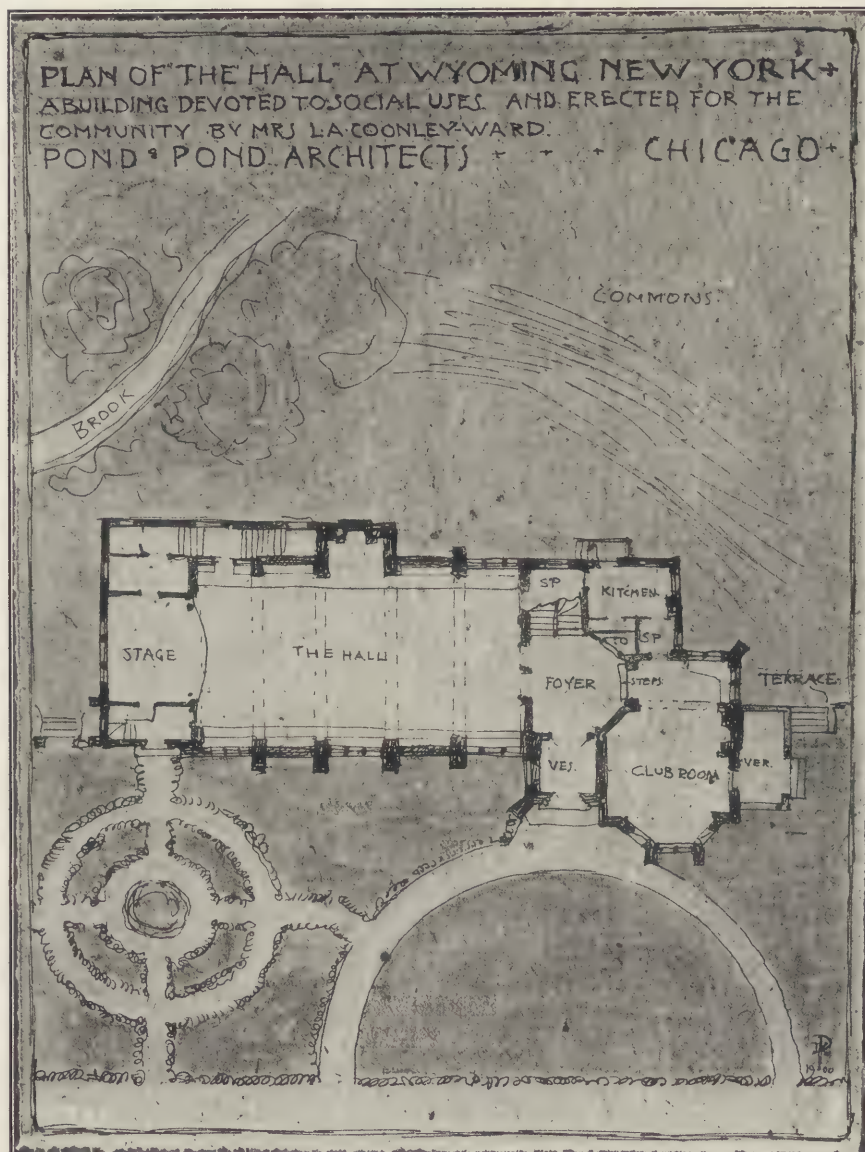 PLAN OF "THE HALL" AT WYOMING NEW YORK +
A BUILDING DEVOTED TO SOCIAL USES AND ERECTED FOR THE
COMMUNITY BY MRS L.A. COONLEY-WARD.
POND & POND ARCHITECTS + + + CHICAGO +
COMMONS
BROOK
SP
KITCHEN
STAGE
THE HALL
CO
SP
FOYER
STEPS
TERRACE
VES.
CLUB ROOM
VER.
1900